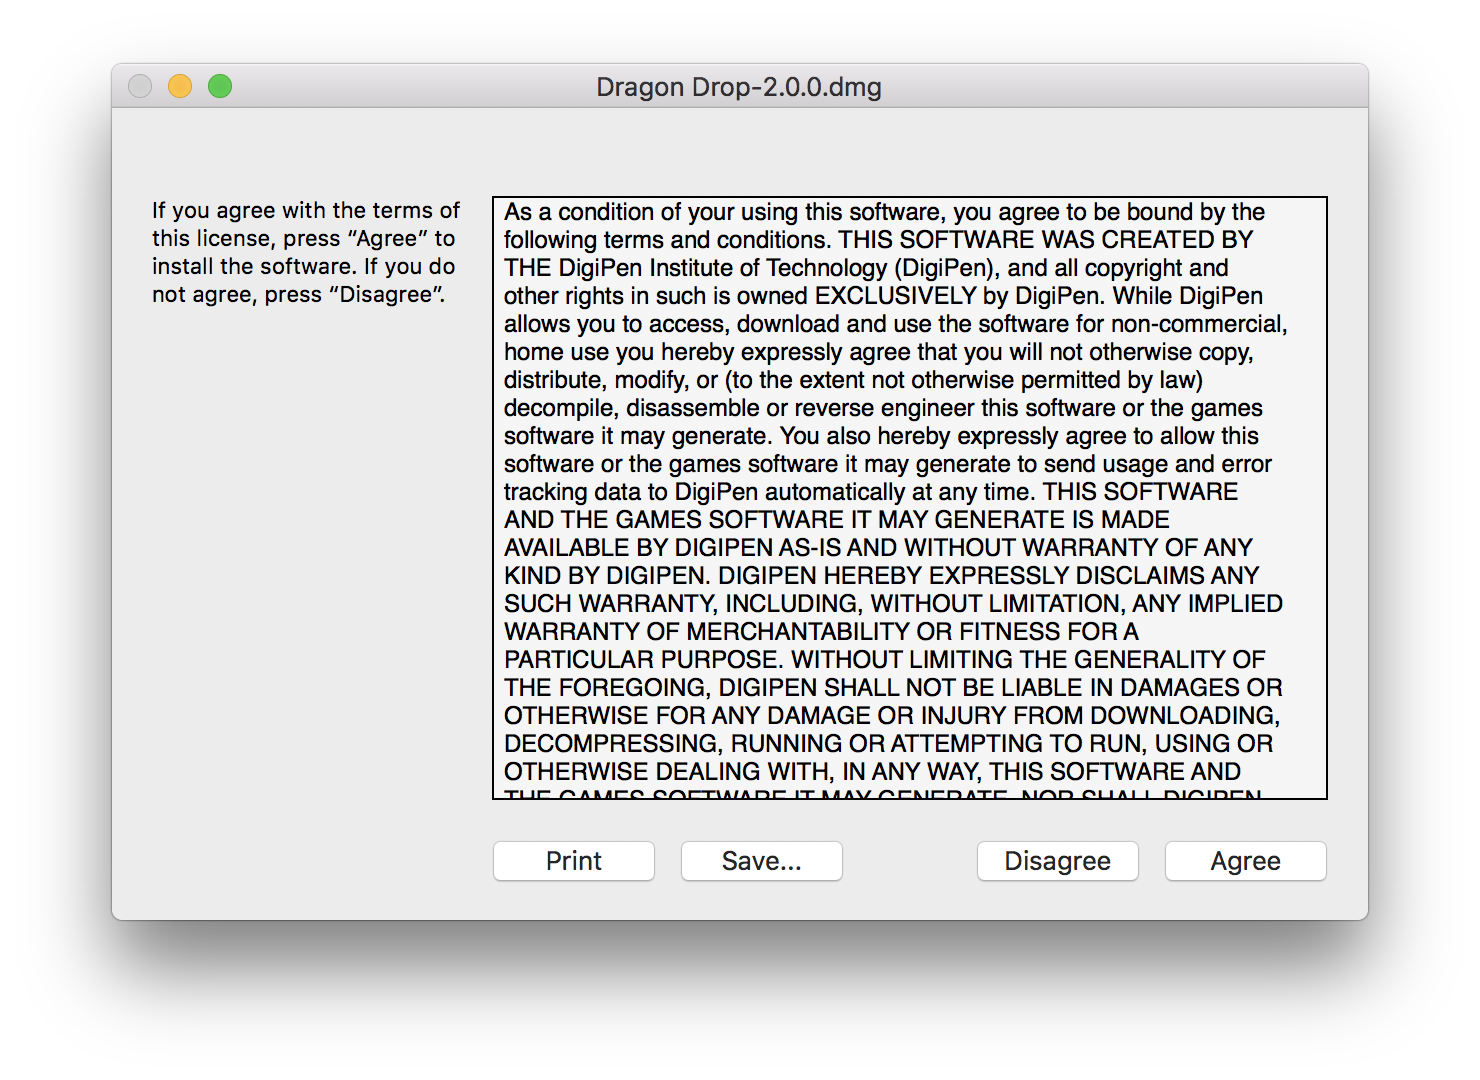 Dragon Drop-2.0.0.dmg
If you agree with the terms of
this license, press “Agree” to
install the software. If you do
not agree, press “Disagree”.
As a condition of your using this software, you agree to be bound by the
following terms and conditions. THIS SOFTWARE WAS CREATED BY
THE DigiPen Institute of Technology (DigiPen), and all copyright and
other rights in such is owned EXCLUSIVELY by DigiPen. While DigiPen
allows you to access, download and use the software for non-commercial,
home use you hereby expressly agree that you will not otherwise copy,
distribute, modify, or (to the extent not otherwise permitted by law)
decompile, disassemble or reverse engineer this software or the games
software it may generate. You also hereby expressly agree to allow this
software or the games software it may generate to send usage and error
tracking data to DigiPen automatically at any time. THIS SOFTWARE
AND THE GAMES SOFTWARE IT MAY GENERATE IS MADE
AVAILABLE BY DIGIPEN AS-IS AND WITHOUT WARRANTY OF ANY
KIND BY DIGIPEN. DIGIPEN HEREBY EXPRESSLY DISCLAIMS ANY
SUCH WARRANTY, INCLUDING, WITHOUT LIMITATION, ANY IMPLIED
WARRANTY OF MERCHANTABILITY OR FITNESS FOR A
PARTICULAR PURPOSE. WITHOUT LIMITING THE GENERALITY OF
THE FOREGOING, DIGIPEN SHALL NOT BE LIABLE IN DAMAGES OR
OTHERWISE FOR ANY DAMAGE OR INJURY FROM DOWNLOADING,
DECOMPRESSING, RUNNING OR ATTEMPTING TO RUN, USING OR
OTHERWISE DEALING WITH, IN ANY WAY, THIS SOFTWARE AND
THE GAMES SOFTWARE IT MAY GENERATE, NOR SHALL DIGIPEN
Print
Save...
Disagree
Agree